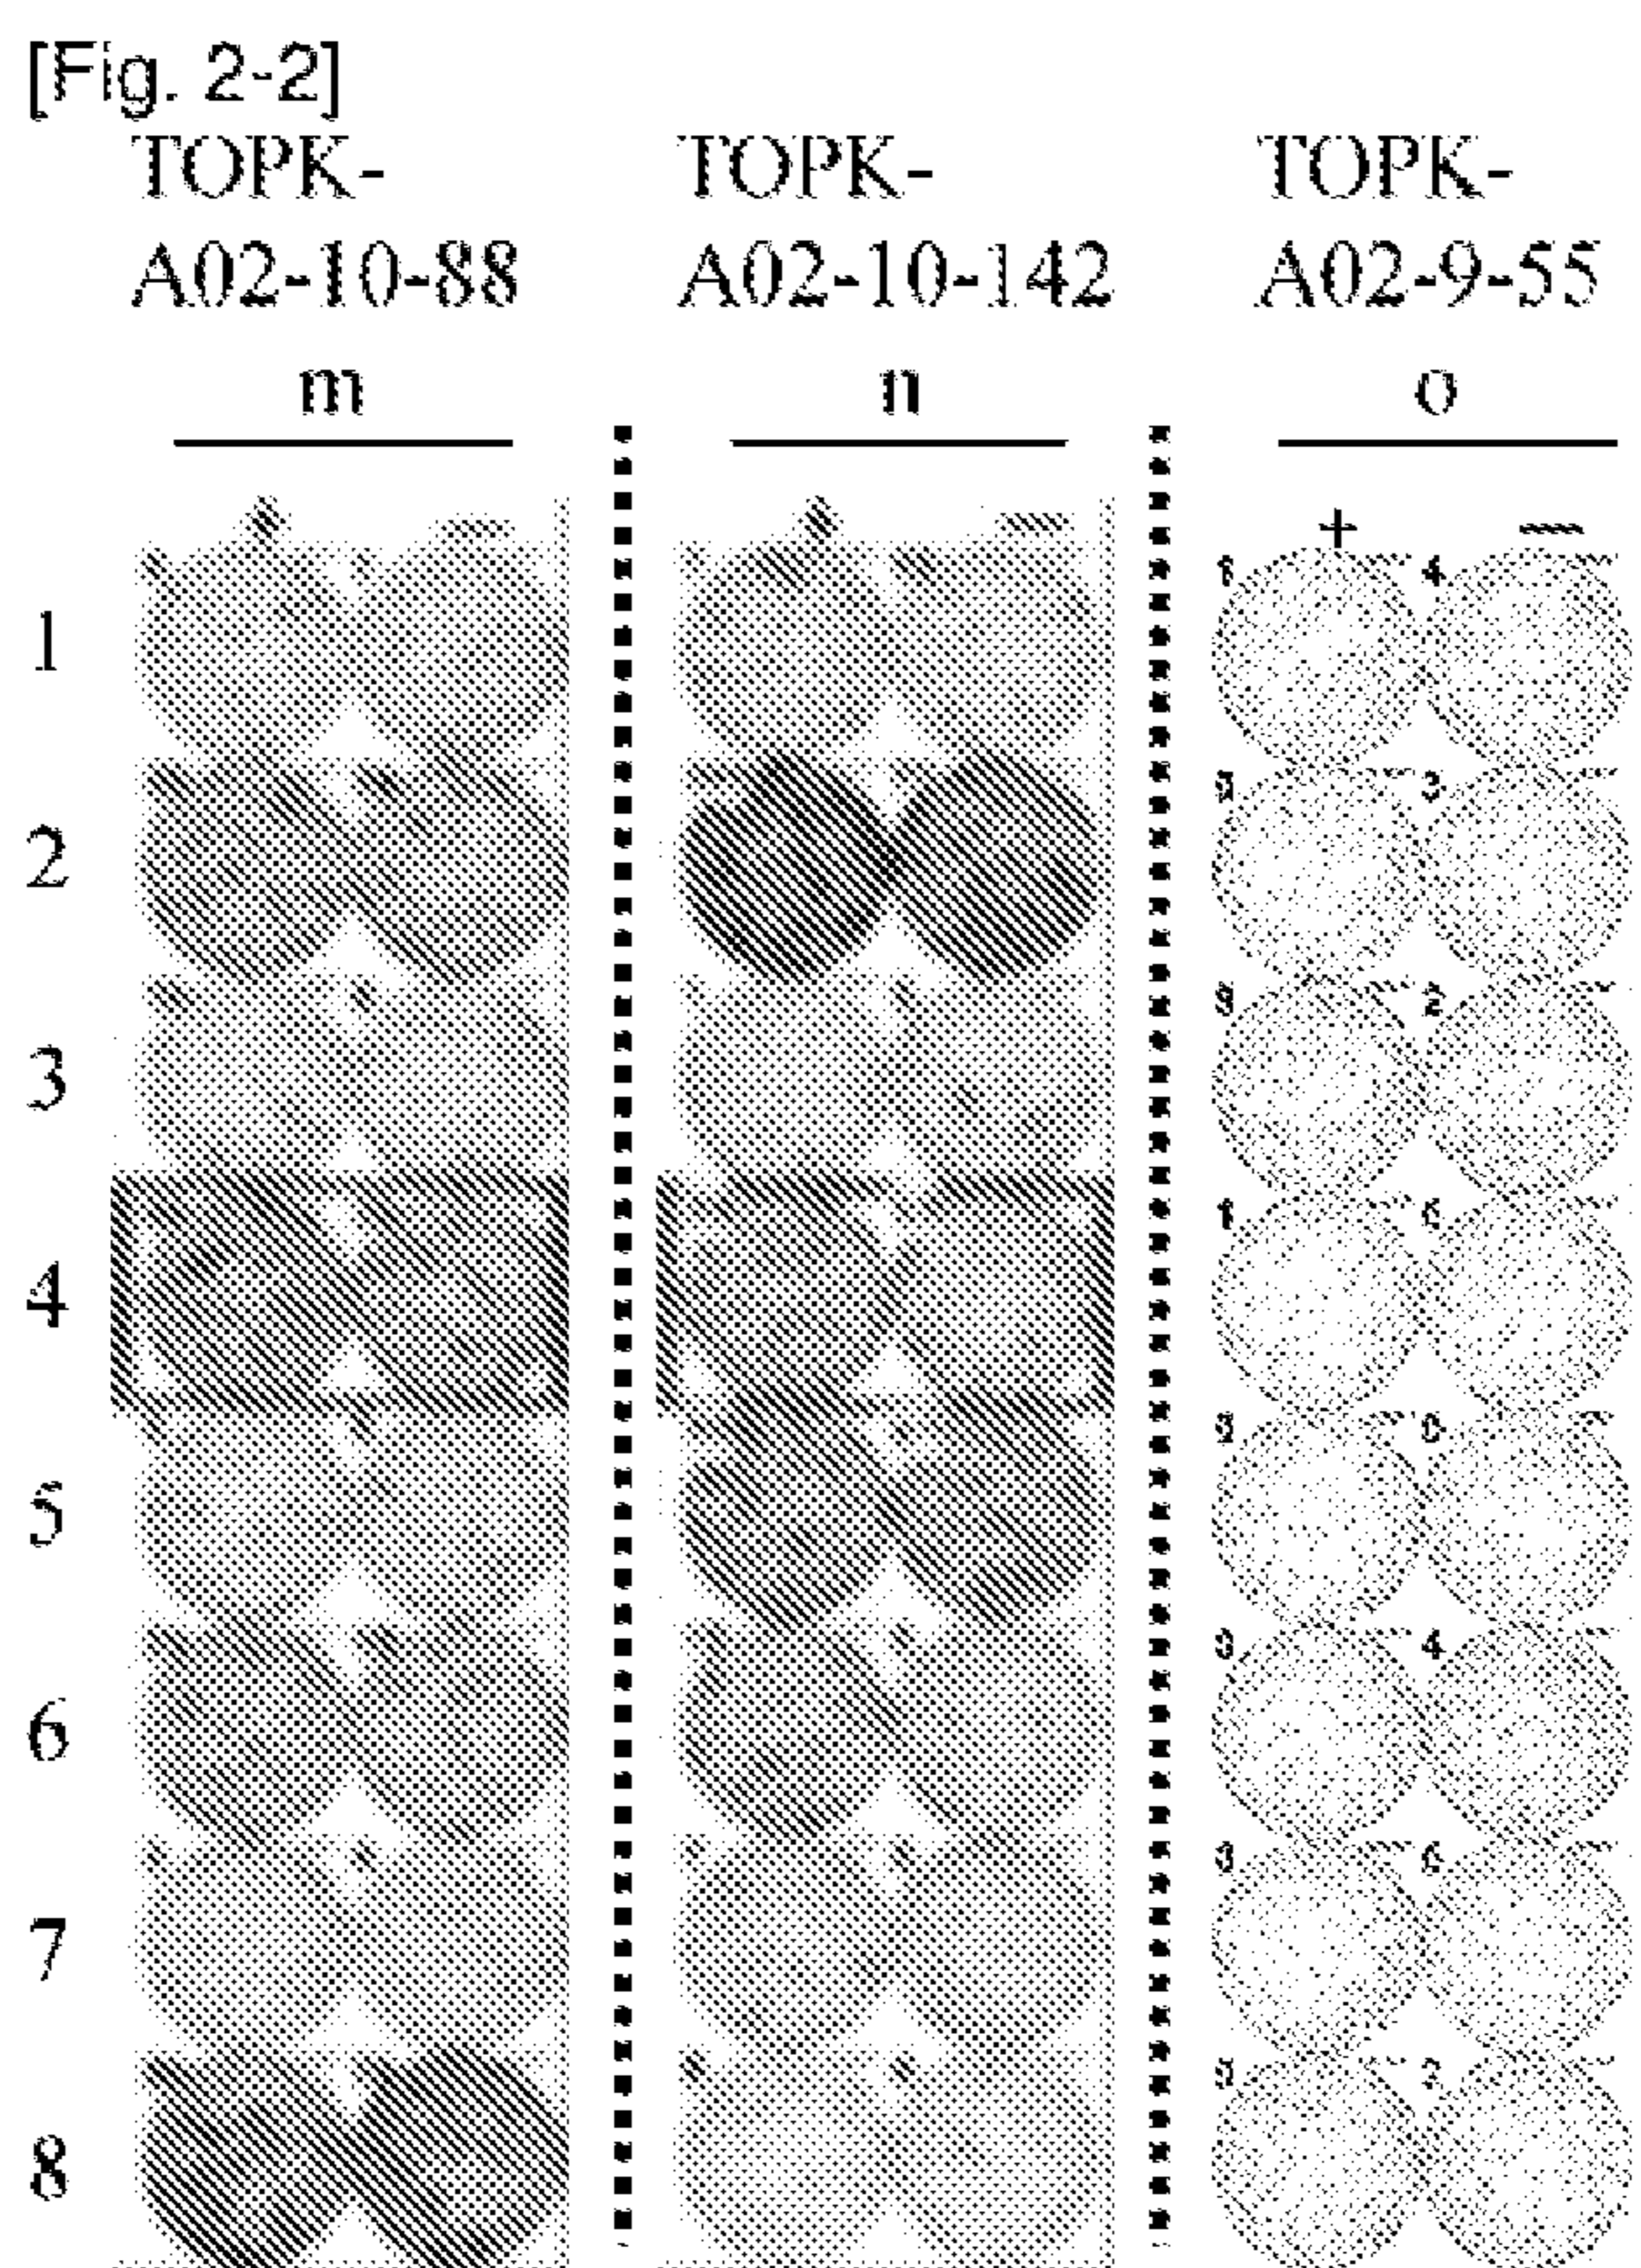 [Fig. 2-2]
TOPK- TOPK- TOPK-
A02-10-88 A02-10-142 A02-9-55
m n o
+ −
1
2
3
4
5
6
7
8